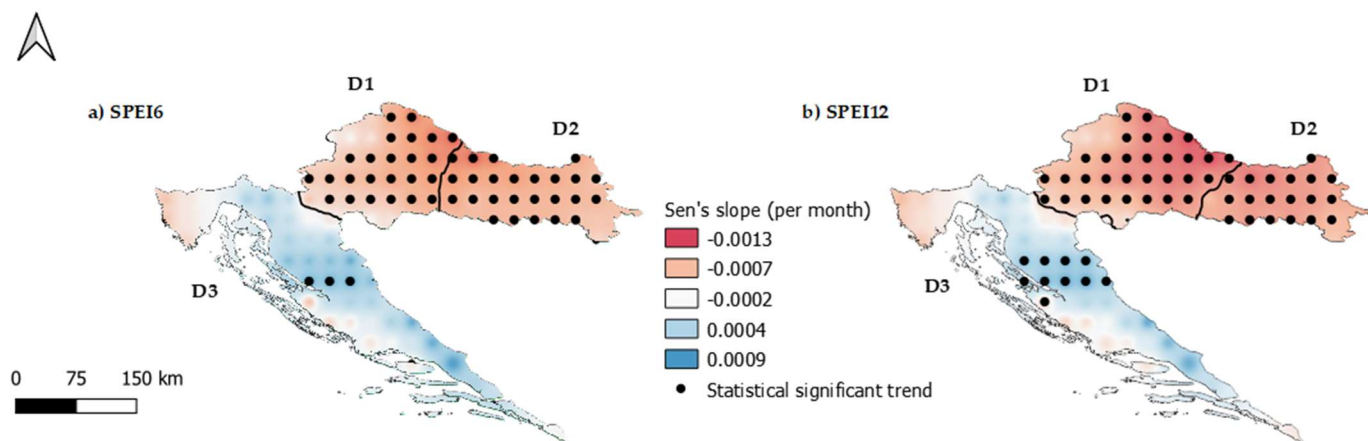 D1
a) SPEI6
D2
D3
0 75 150 km
Sen's slope (per month)
-0.0013
-0.0007
-0.0002
0.0004
0.0009
Statistical significant trend
D1
b) SPEI12
D2
D3